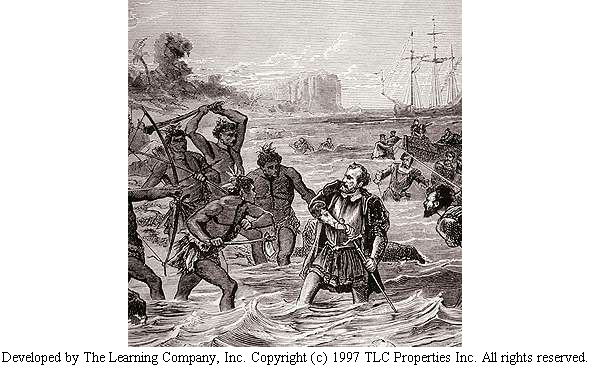 Developed by The Learning Company, Inc. Copyright (c) 1997 TLC Properties Inc. All rights reserved.